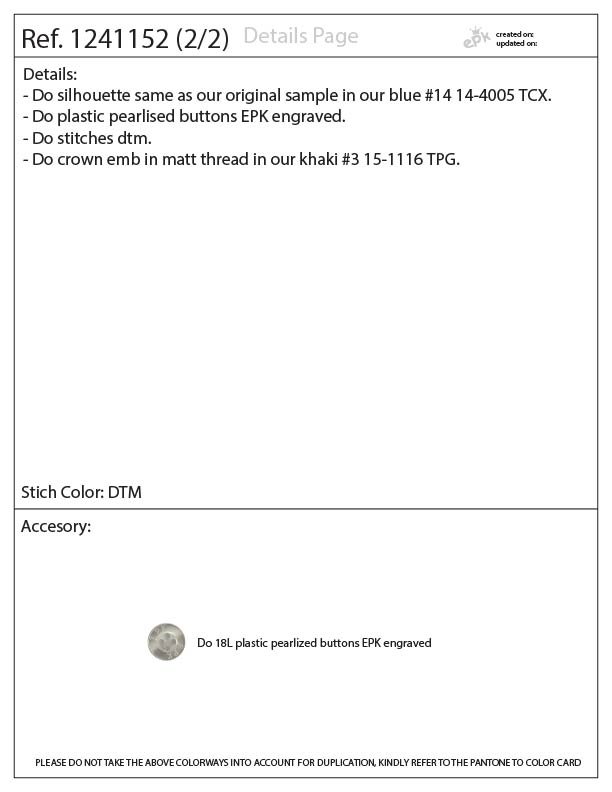 Ref. 1241152 (2/2) Details Page
epk
created on:
updated on:
Details:
- Do silhouette same as our original sample in our blue #14 14-4005 TCX.
- Do plastic pearlised buttons EPK engraved.
- Do stitches dtm.
- Do crown emb in matt thread in our khaki #3 15-1116 TPG.
Stich Color: DTM
Accesory:
Do 18L plastic pearlized buttons EPK engraved
PLEASE DO NOT TAKE THE ABOVE COLORWAYS INTO ACCOUNT FOR DUPLICATION, KINDLY REFER TO THE PANTONE TO COLOR CARD